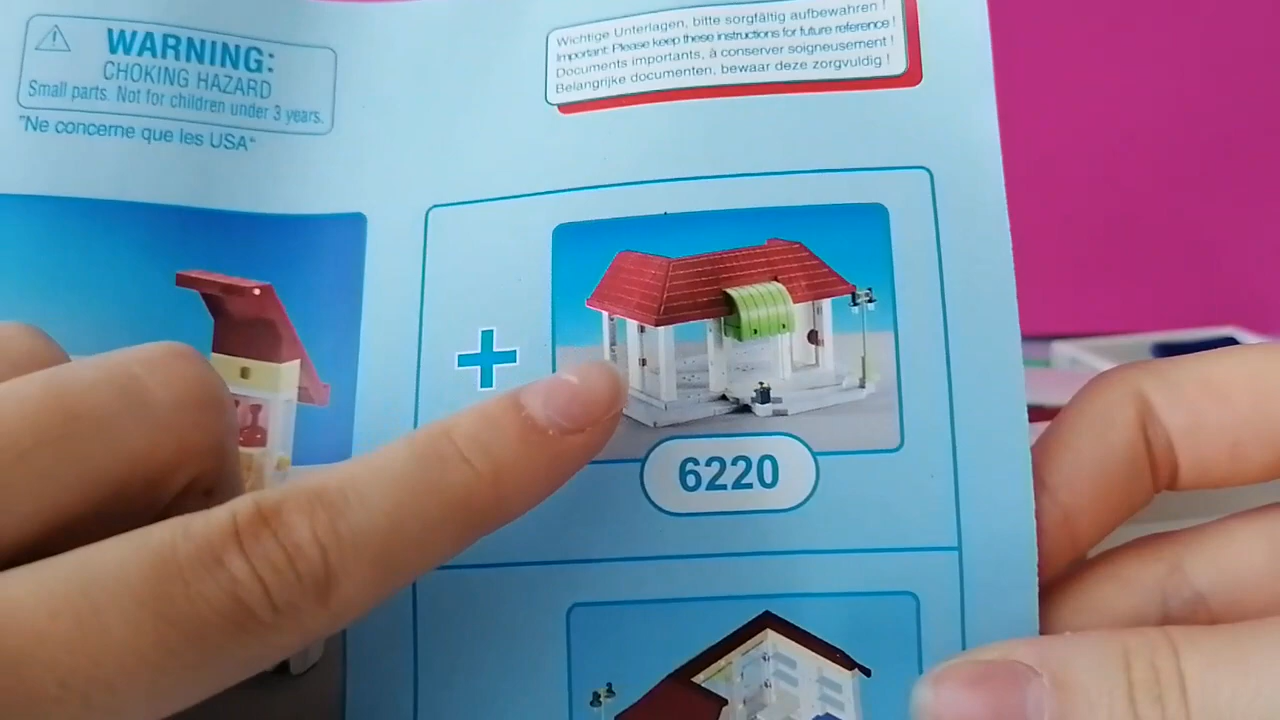 WARNING:
CHOKING HAZARD
Small parts. Not for children under 3 years.
"Ne concerne que les USA"
Wichtige Unterlagen, bitte sorgfältig aufbewahren !
Important: Please keep these instructions for future reference !
Documents importants, à conserver soigneusement !
Belangrijke documenten, bewaar deze zorgvuldig !
+
6220